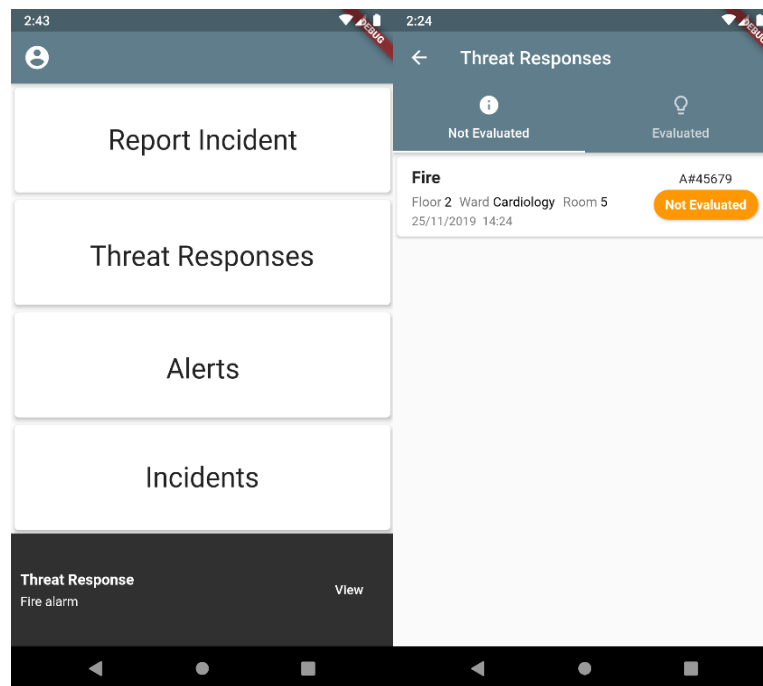 2:43
DEBUG
Report Incident
Threat Responses
Alerts
Incidents
Threat Response
Fire alarm
View
2:24
DEBUG
Threat Responses
Not Evaluated
Evaluated
Fire
A#45679
Floor 2 Ward Cardiology Room 5
Not Evaluated
25/11/2019 14:24